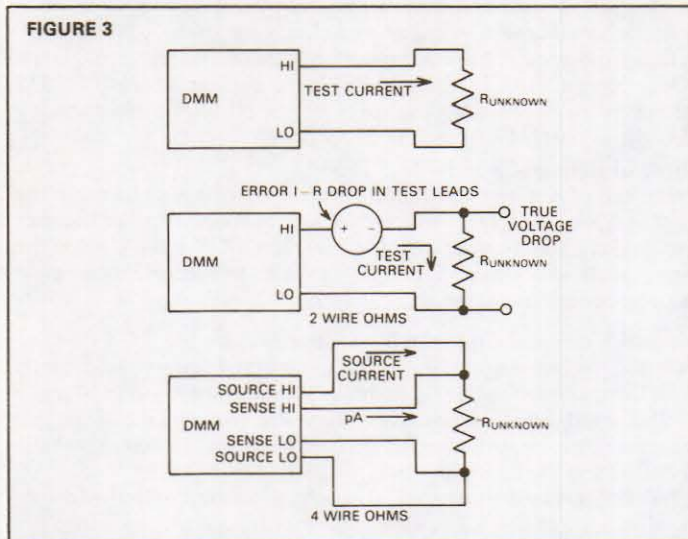 FIGURE 3
HI
TEST CURRENT
DMM
RUNKNOWN
LO
ERROR I–R DROP IN TEST LEADS
HI
+ −
TRUE
VOLTAGE
DROP
TEST
CURRENT
DMM
RUNKNOWN
LO
2 WIRE OHMS
SOURCE
CURRENT
SOURCE HI
SENSE HI
pA
DMM
RUNKNOWN
SENSE LO
SOURCE LO
4 WIRE OHMS